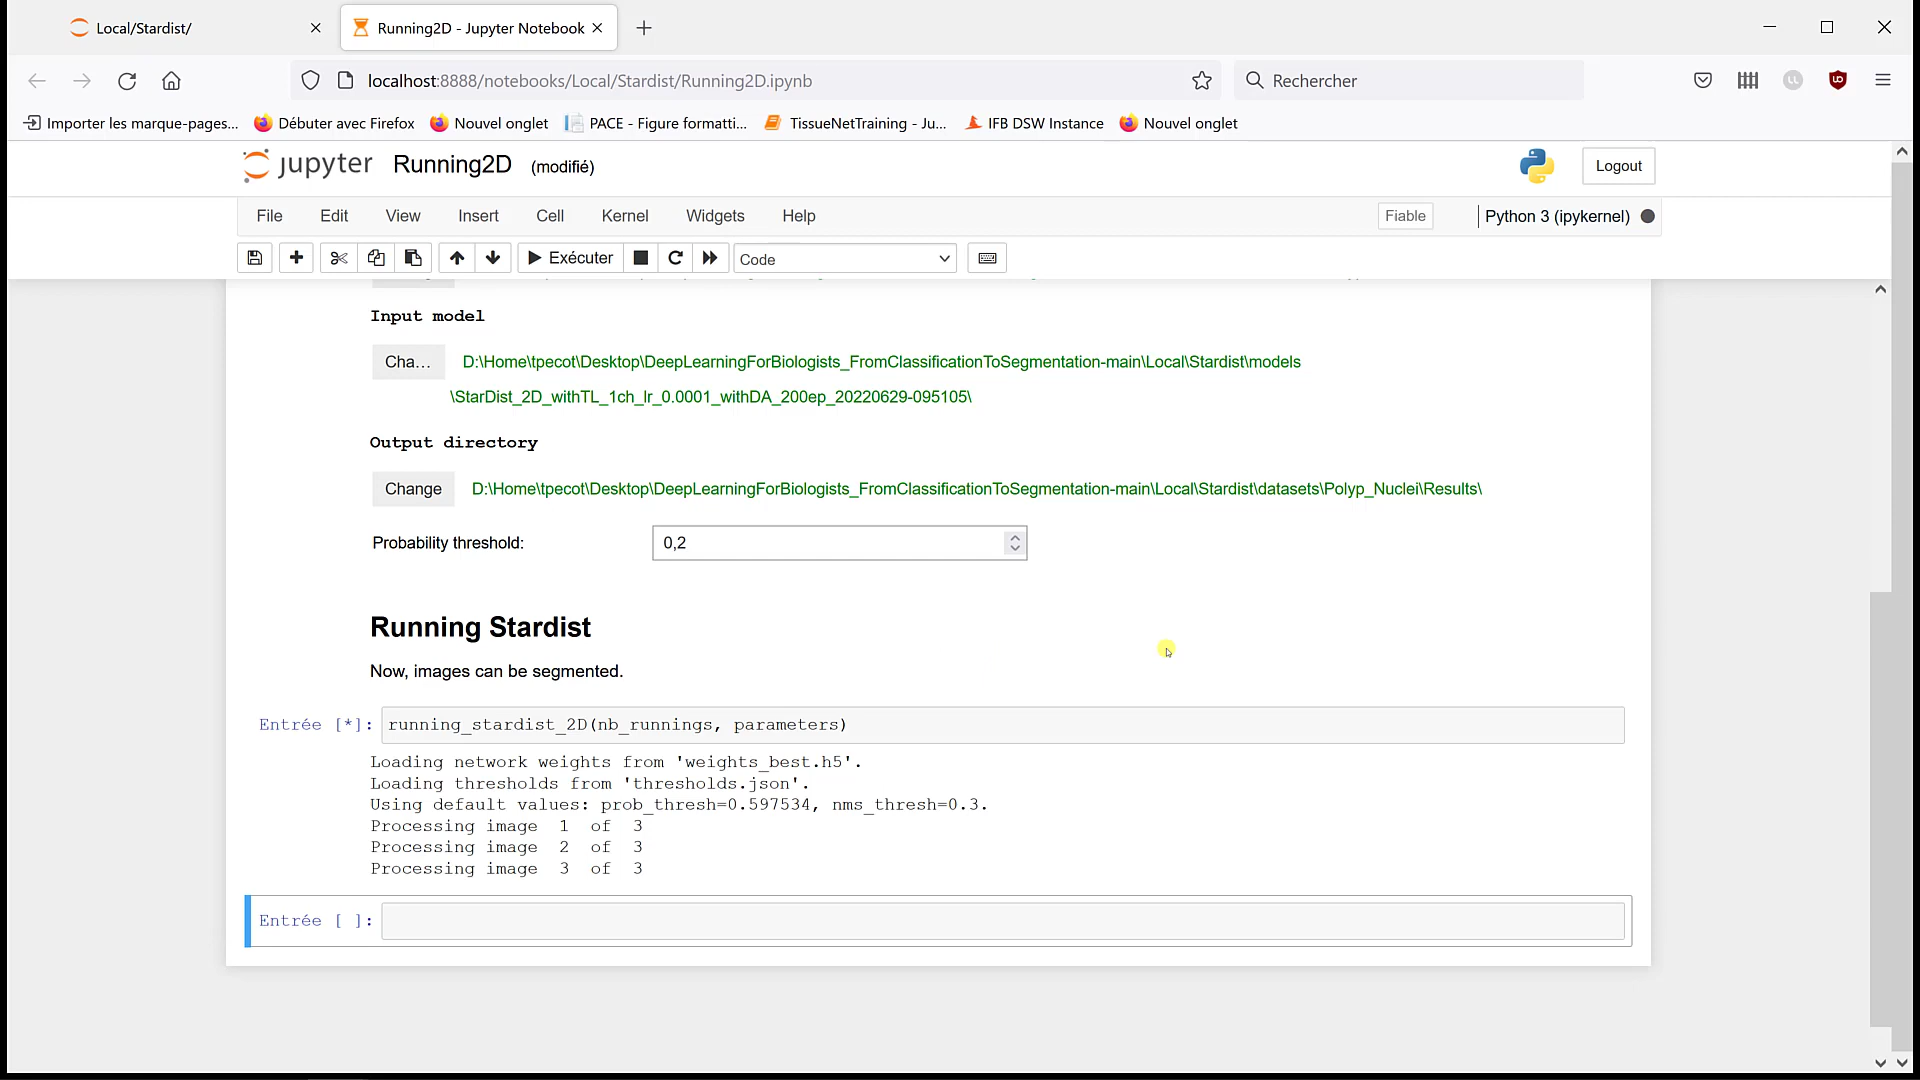 Local/Stardist/
Running2D - Jupyter Notebook
localhost:8888/notebooks/Local/Stardist/Running2D.ipynb
Rechercher
Importer les marque-pages...
Débuter avec Firefox
Nouvel onglet
PACE - Figure formatti...
TissueNetTraining - Ju...
IFB DSW Instance
Nouvel onglet
jupyter Running2D (modifié)
Logout
File Edit View Insert Cell Kernel Widgets Help
Fiable
Python 3 (ipykernel)
Exécuter
Code
Input model
Cha...
D:\Home\tpecot\Desktop\DeepLearningForBiologists_FromClassificationToSegmentation-main\Local\Stardist\models
\StarDist_2D_withTL_1ch_lr_0.0001_withDA_200ep_20220629-095105\
Output directory
Change
D:\Home\tpecot\Desktop\DeepLearningForBiologists_FromClassificationToSegmentation-main\Local\Stardist\datasets\Polyp_Nuclei\Results\
Probability threshold:
0,2
Running Stardist
Now, images can be segmented.
Entrée [*]: running_stardist_2D(nb_runnings, parameters)
Loading network weights from 'weights_best.h5'.
Loading thresholds from 'thresholds.json'.
Using default values: prob_thresh=0.597534, nms_thresh=0.3.
Processing image 1 of 3
Processing image 2 of 3
Processing image 3 of 3
Entrée [ ]: